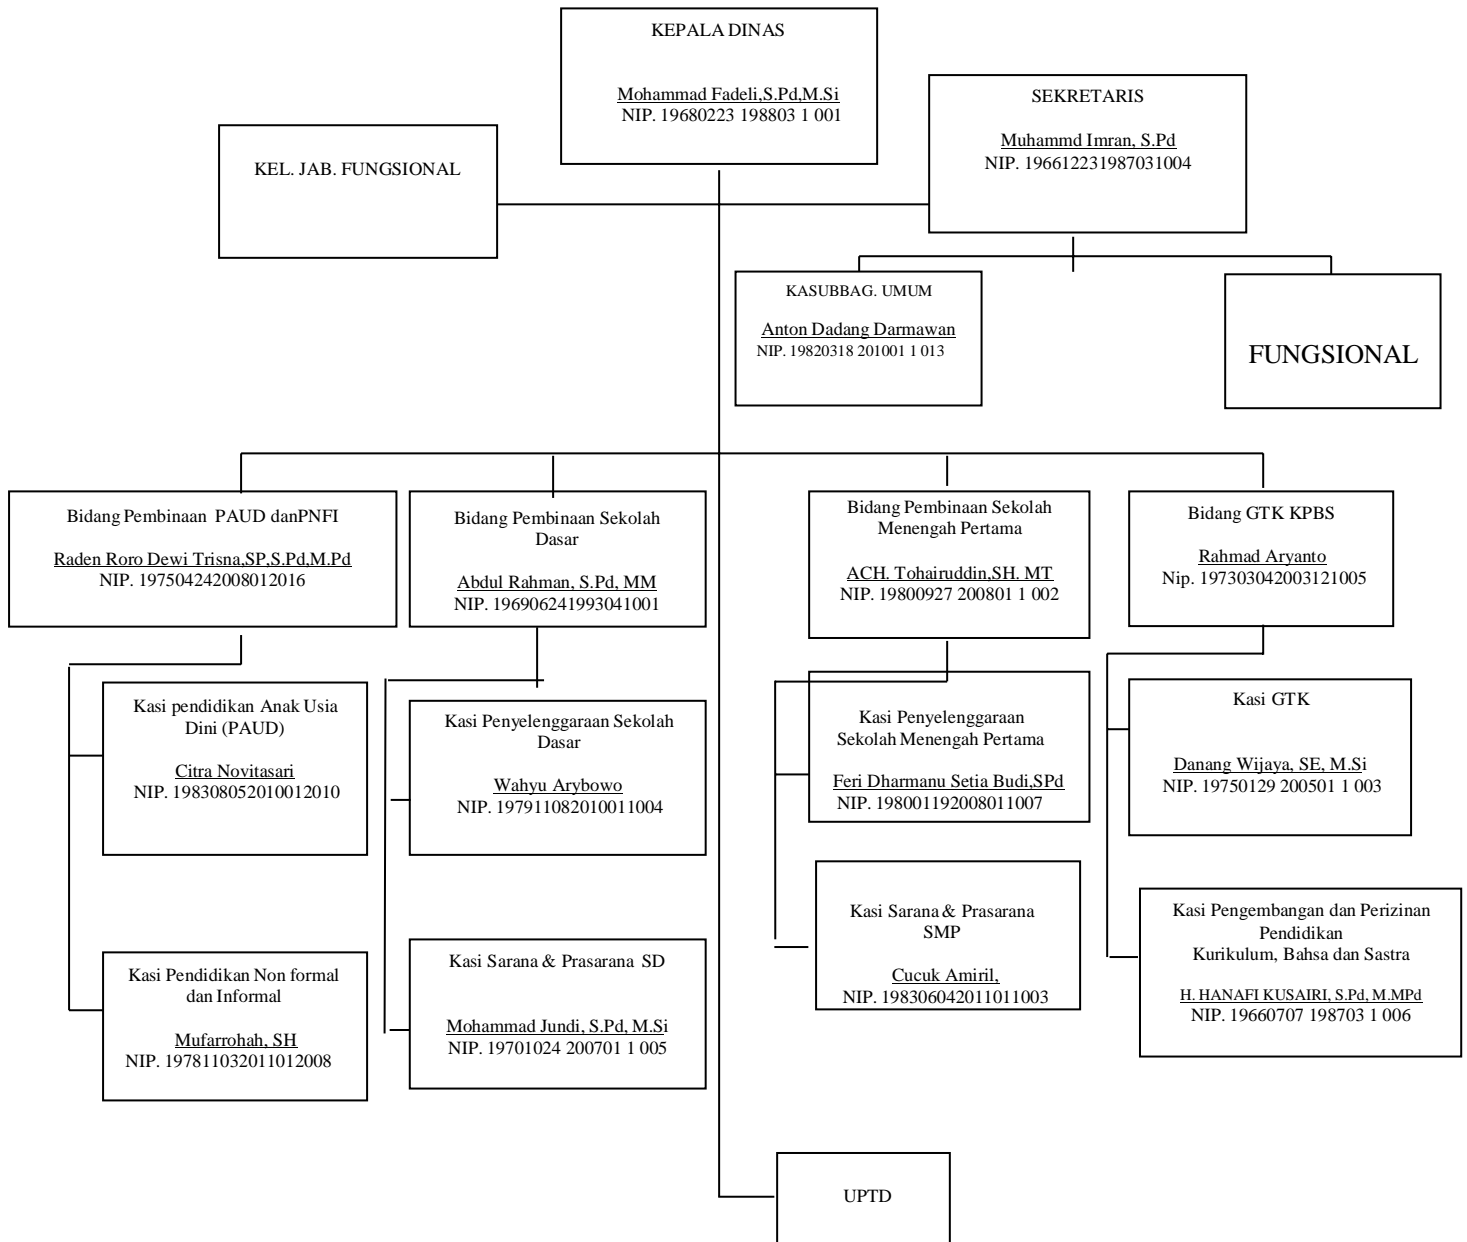 KEPALA DINAS
Mohammad Fadeli,S.Pd,M.Si
NIP. 19680223 198803 1 001
SEKRETARIS
Muhammd Imran, S.Pd
NIP. 196612231987031004
KEL. JAB. FUNGSIONAL
KASUBBAG. UMUM
Anton Dadang Darmawan
NIP. 19820318 201001 1 013
FUNGSIONAL
Bidang Pembinaan PAUD danPNFI
Raden Roro Dewi Trisna,SP,S.Pd,M.Pd
NIP. 197504242008012016
Bidang Pembinaan Sekolah
Dasar
Abdul Rahman, S.Pd, MM
NIP. 196906241993041001
Bidang Pembinaan Sekolah
Menengah Pertama
ACH. Tohairuddin,SH. MT
NIP. 19800927 200801 1 002
Bidang GTK KPBS
Rahmad Aryanto
Nip. 197303042003121005
Kasi pendidikan Anak Usia
Dini (PAUD)
Citra Novitasari
NIP. 198308052010012010
Kasi Penyelenggaraan Sekolah
Dasar
Wahyu Arybowo
NIP. 197911082010011004
Kasi Penyelenggaraan
Sekolah Menengah Pertama
Feri Dharmanu Setia Budi,SPd
NIP. 198001192008011007
Kasi GTK
Danang Wijaya, SE, M.Si
NIP. 19750129 200501 1 003
Kasi Pendidikan Non formal
dan Informal
Mufarrohah, SH
NIP. 197811032011012008
Kasi Sarana & Prasarana SD
Mohammad Jundi, S.Pd, M.Si
NIP. 19701024 200701 1 005
Kasi Sarana & Prasarana
SMP
Cucuk Amiril,
NIP. 198306042011011003
Kasi Pengembangan dan Perizinan
Pendidikan
Kurikulum, Bahsa dan Sastra
H. HANAFI KUSAIRI, S.Pd, M.MPd
NIP. 19660707 198703 1 006
UPTD